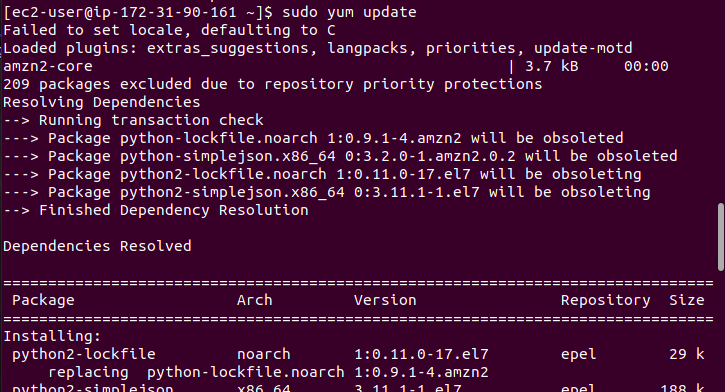 [ec2-user@ip-172-31-90-161 ~]$ sudo yum update
Failed to set locale, defaulting to C
Loaded plugins: extras_suggestions, langpacks, priorities, update-motd
amzn2-core | 3.7 kB 00:00
209 packages excluded due to repository priority protections
Resolving Dependencies
--> Running transaction check
---> Package python-lockfile.noarch 1:0.9.1-4.amzn2 will be obsoleted
---> Package python-simplejson.x86_64 0:3.2.0-1.amzn2.0.2 will be obsoleted
---> Package python2-lockfile.noarch 1:0.11.0-17.el7 will be obsoleting
---> Package python2-simplejson.x86_64 0:3.11.1-1.el7 will be obsoleting
--> Finished Dependency Resolution
Dependencies Resolved
================================================================================
Package Arch Version Repository Size
================================================================================
Installing:
python2-lockfile noarch 1:0.11.0-17.el7 epel 29 k
replacing python-lockfile.noarch 1:0.9.1-4.amzn2
python2-simplejson x86_64 3.11.1-1.el7 epel 188 k